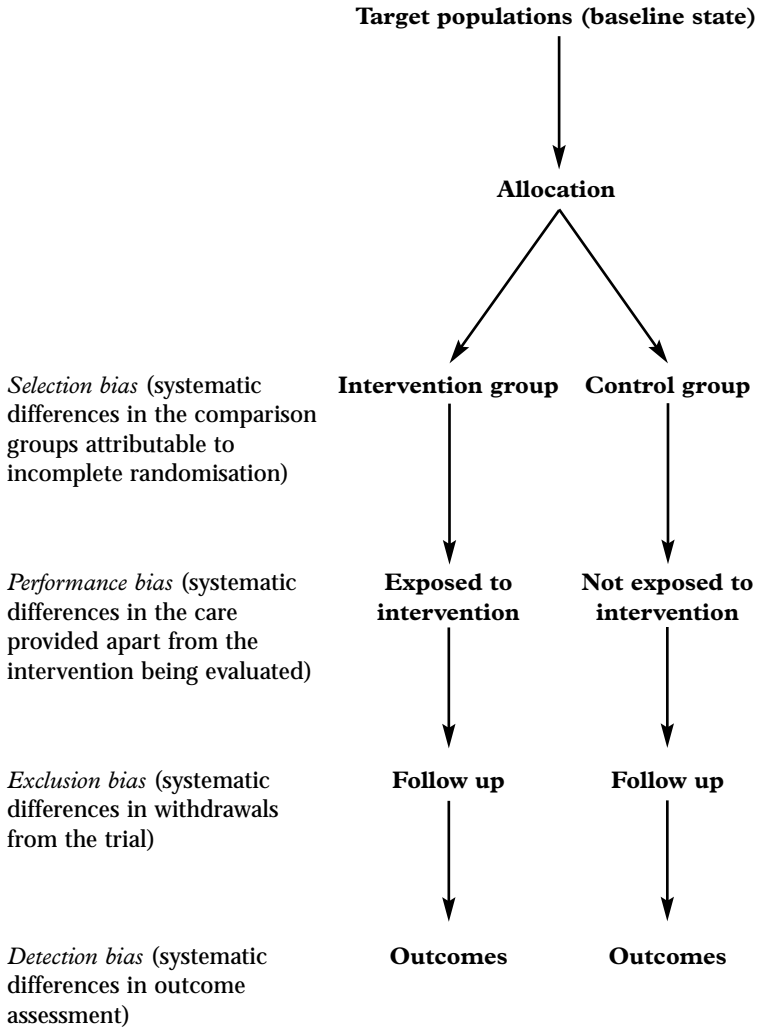 Target populations (baseline state)
Allocation
Selection bias (systematic
differences in the comparison
groups attributable to
incomplete randomisation)
Intervention group
Control group
Performance bias (systematic
differences in the care
provided apart from the
intervention being evaluated)
Exposed to
intervention
Not exposed to
intervention
Exclusion bias (systematic
differences in withdrawals
from the trial)
Follow up
Follow up
Detection bias (systematic
differences in outcome
assessment)
Outcomes
Outcomes